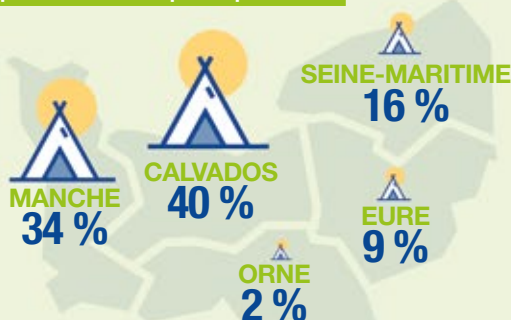 SEINE-MARITIME
16 %
CALVADOS
40 %
MANCHE
34 %
EURE
9 %
ORNE
2 %